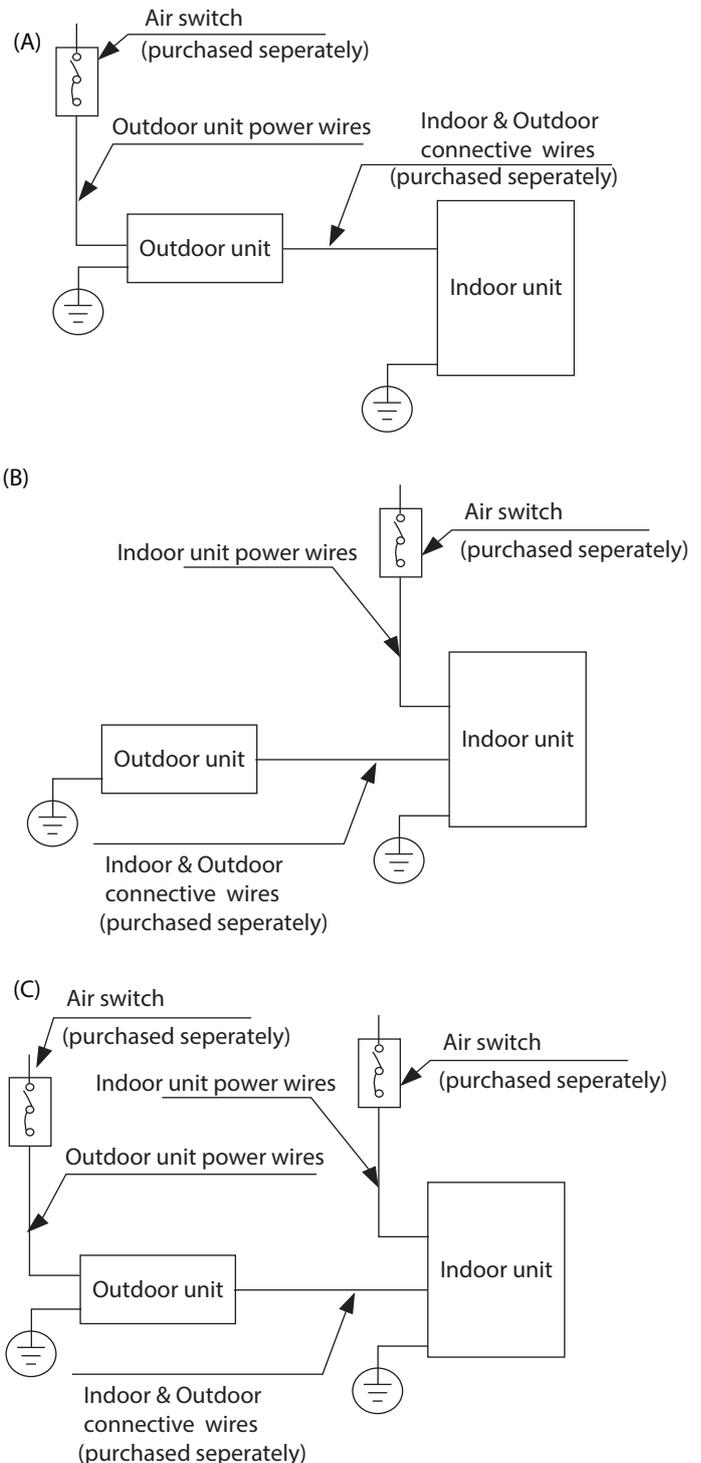 (A)
Air switch
(purchased seperately)
Outdoor unit power wires
Indoor & Outdoor
connective wires
(purchased seperately)
Outdoor unit
Indoor unit
(B)
Air switch
(purchased seperately)
Indoor unit power wires
Indoor unit
Outdoor unit
Indoor & Outdoor
connective wires
(purchased seperately)
(C)
Air switch
(purchased seperately)
Air switch
(purchased seperately)
Indoor unit power wires
Outdoor unit power wires
Indoor unit
Outdoor unit
Indoor & Outdoor
connective wires
(purchased seperately)